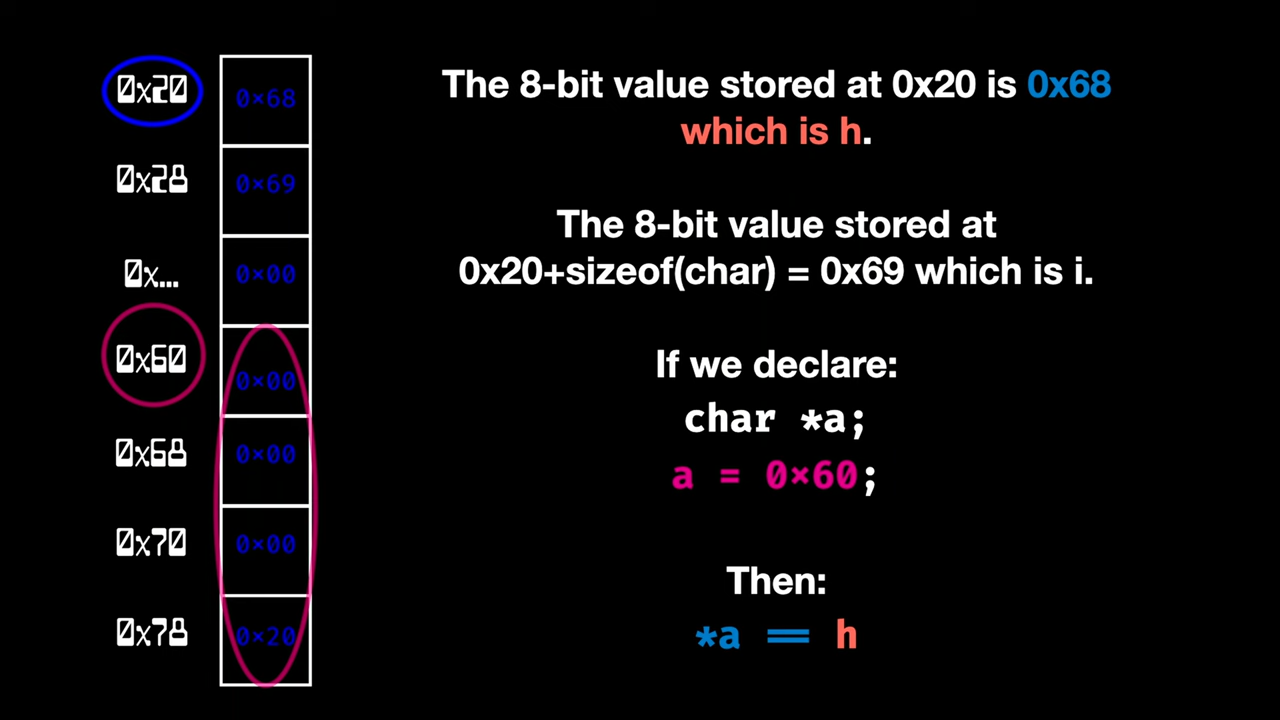 0x20
0x68
0x28
0x69
0x...
0x00
0x60
0x00
0x68
0x00
0x70
0x00
0x78
0x20
The 8-bit value stored at 0x20 is 0x68
which is h.
The 8-bit value stored at
0x20+sizeof(char) = 0x69 which is i.
If we declare:
char *a;
a = 0×60;
Then:
*a == h